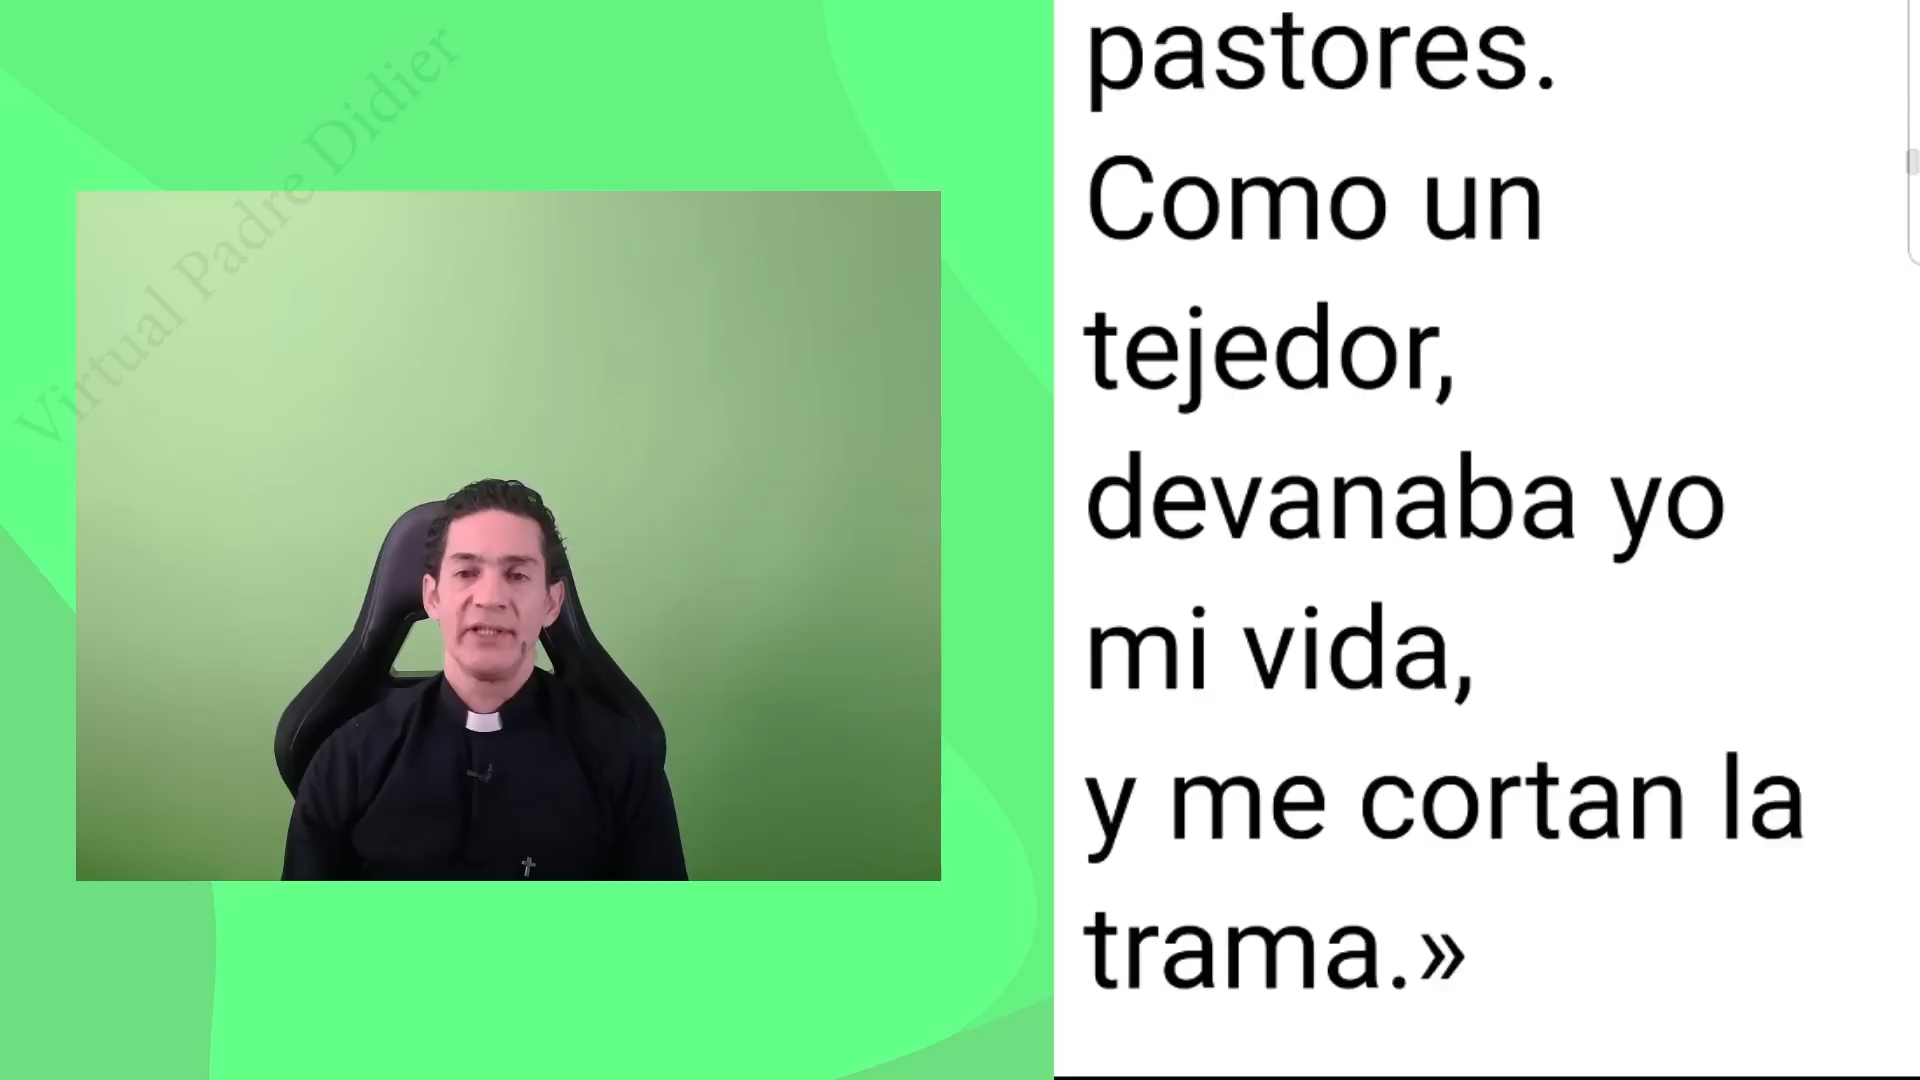 Virtual Padre Didier
pastores.
Como un
tejedor,
devanaba yo
mi vida,
y me cortan la
trama.»